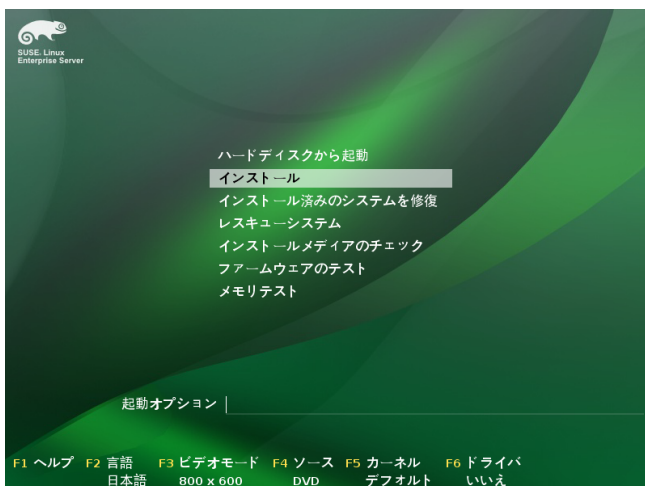 SUSE. Linux
Enterprise Server
ハードディスクから起動
インストール
インストール済みのシステムを修復
レスキューシステム
インストールメディアのチェック
ファームウェアのテスト
メモリテスト
起動オプション
F1 ヘルプ F2 言語 F3 ビデオモード F4 ソース F5 カーネル F6 ドライバ
日本語 800 x 600 DVD デフォルト いいえ